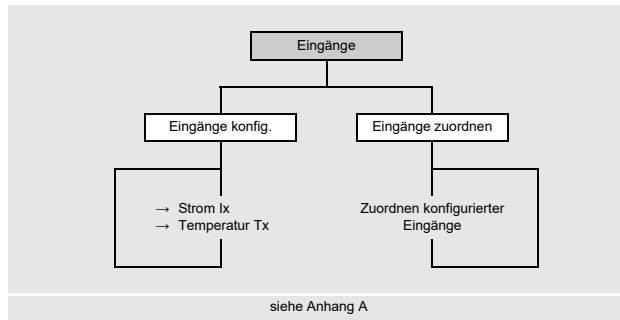 Eingänge
Eingänge konfig.
Eingänge zuordnen
→ Strom Ix
→ Temperatur Tx
Zuordnen konfigurierter
Eingänge
siehe Anhang A